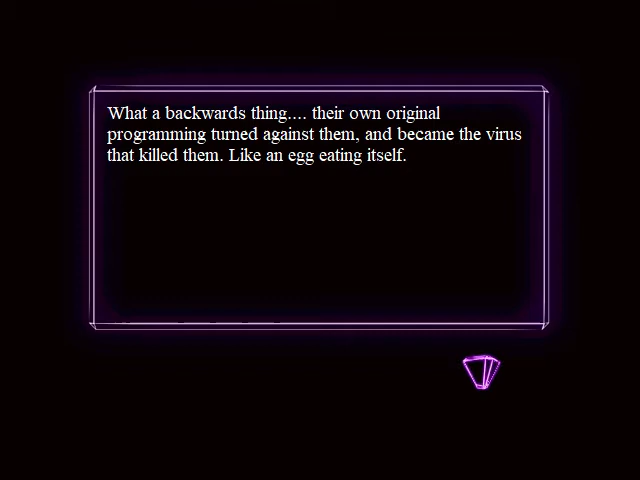 What a backwards thing.... their own original
programming turned against them, and became the virus
that killed them. Like an egg eating itself.